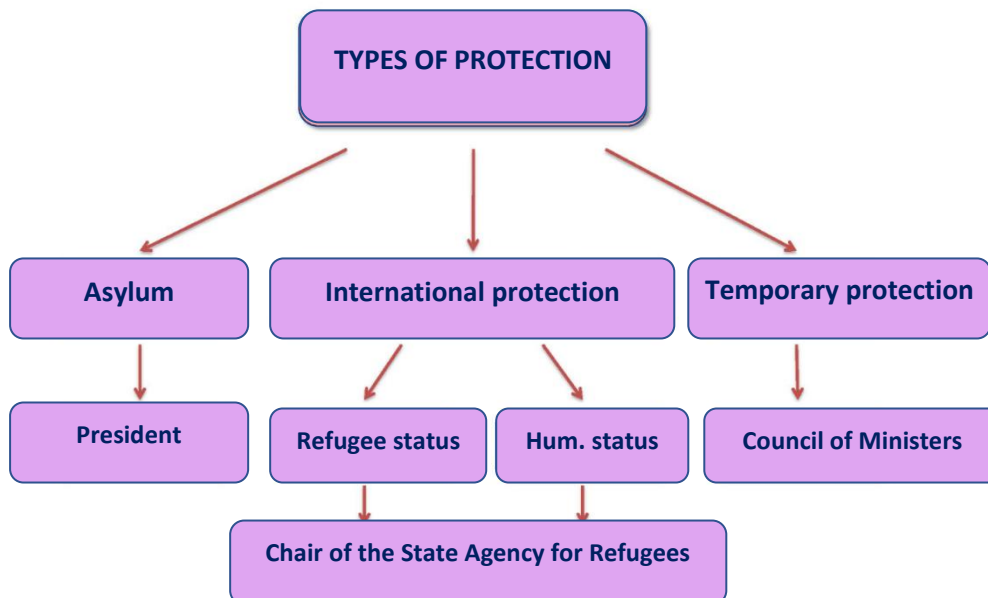 TYPES OF PROTECTION
Asylum
International protection
Temporary protection
President
Refugee status
Hum. status
Council of Ministers
Chair of the State Agency for Refugees